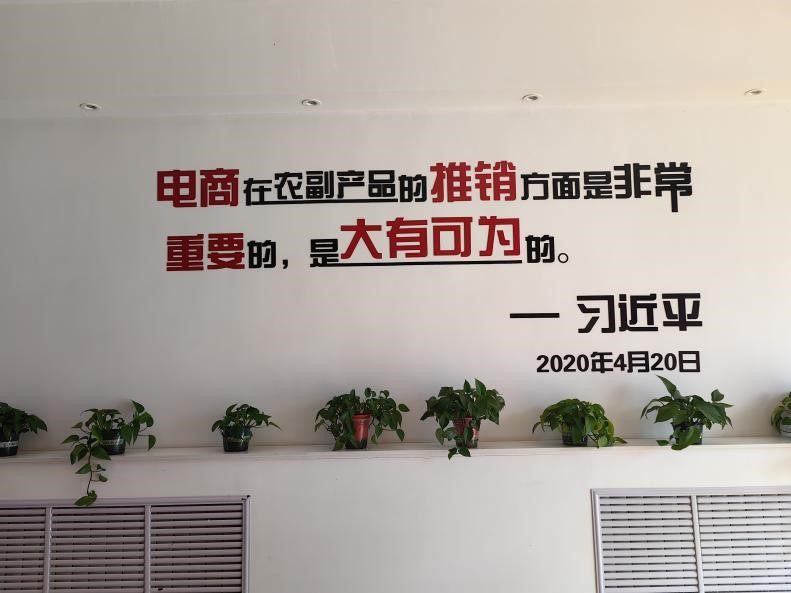 电商在农副产品的推销方面是非常
重要的，是大有可为的。
— 习近平
2020年4月20日